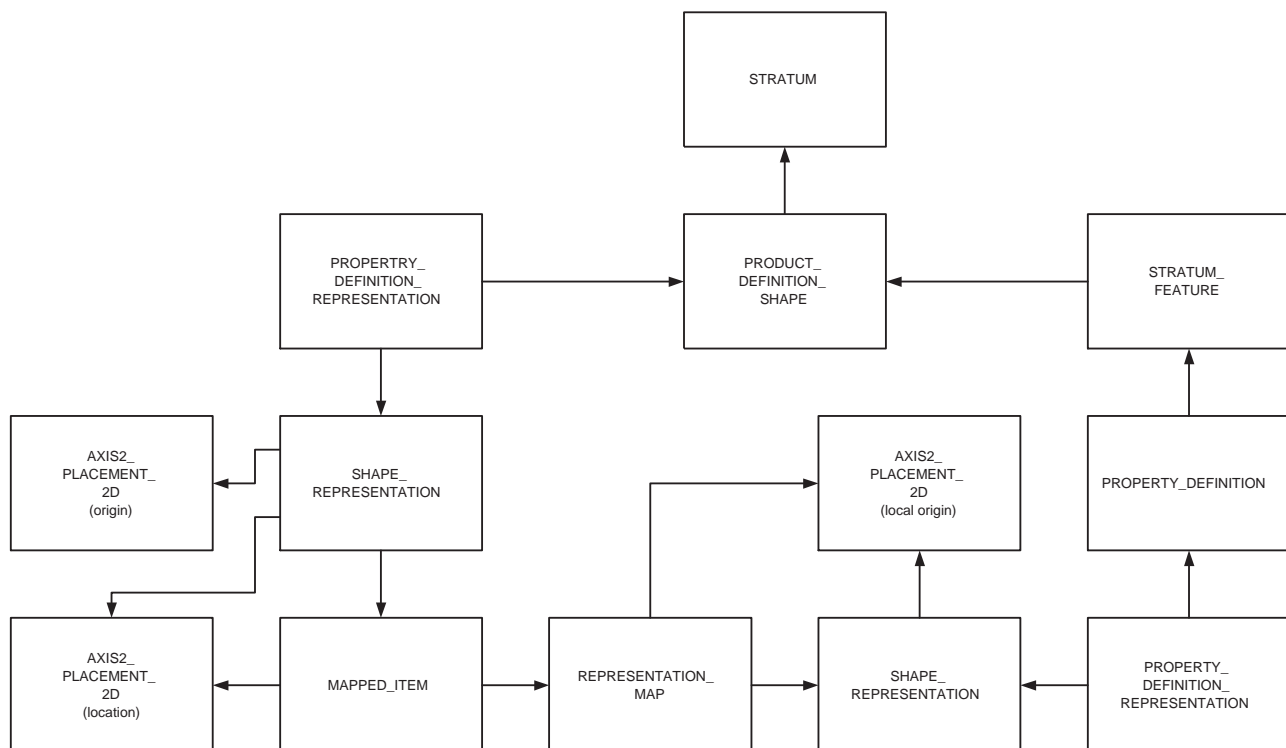 STRATUM
PROPERTRY_
DEFINITION_
REPRESENTATION
PRODUCT_
DEFINITION_
SHAPE
STRATUM_
FEATURE
AXIS2_
PLACEMENT_
2D
(origin)
SHAPE_
REPRESENTATION
AXIS2_
PLACEMENT_
2D
(local origin)
PROPERTY_DEFINITION
AXIS2_
PLACEMENT_
2D
(location)
MAPPED_ITEM
REPRESENTATION_
MAP
SHAPE_
REPRESENTATION
PROPERTY_
DEFINITION_
REPRESENTATION